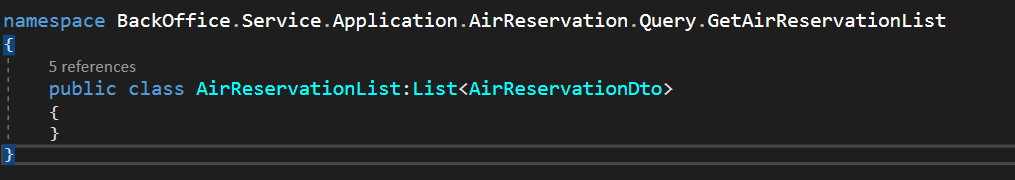 namespace BackOffice.Service.Application.AirReservation.Query.GetAirReservationList
{
5 references
public class AirReservationList:List<AirReservationDto>
{
}
}